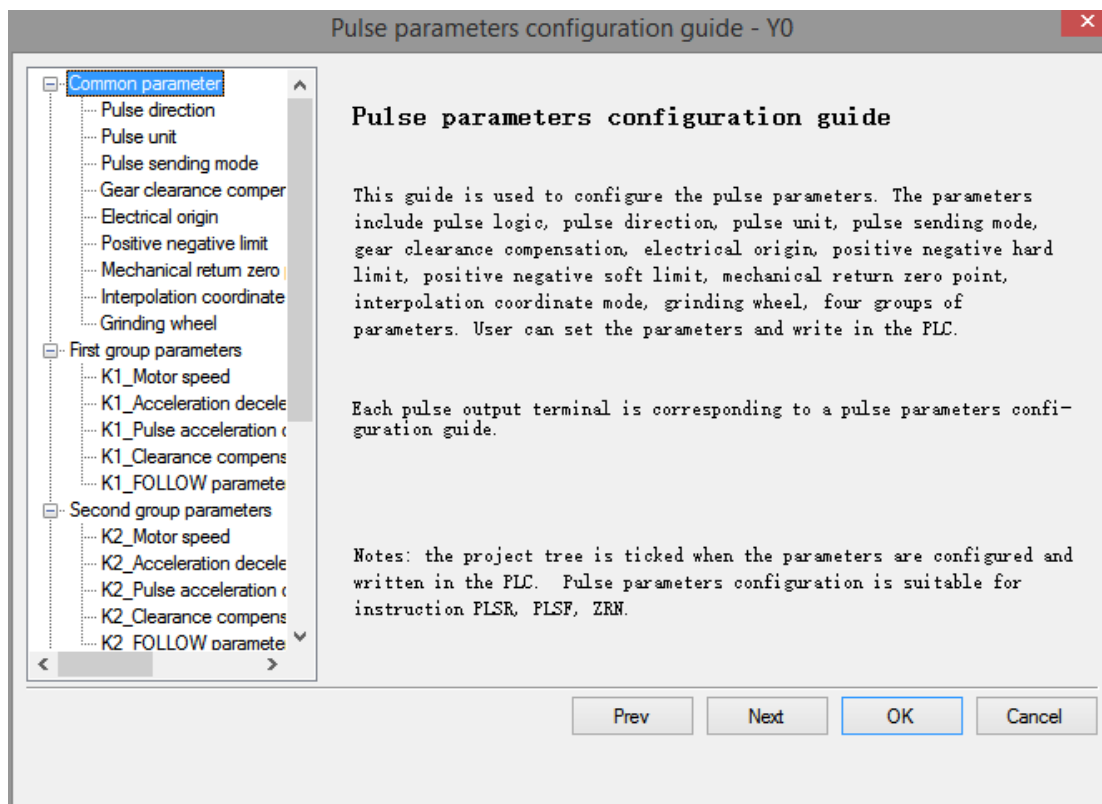 Pulse parameters configuration guide - Y0
Common parameter
Pulse direction
Pulse unit
Pulse sending mode
Gear clearance comper
Electrical origin
Positive negative limit
Mechanical return zero
Interpolation coordinate
Grinding wheel
First group parameters
K1_Motor speed
K1_Acceleration decele
K1_Pulse acceleration
K1_Clearance compens
K1_FOLLOW paramete
Second group parameters
K2_Motor speed
K2_Acceleration decele
K2_Pulse acceleration
K2_Clearance compens
K2_FOLLOW paramete
Pulse parameters configuration guide
This guide is used to configure the pulse parameters. The parameters
include pulse logic, pulse direction, pulse unit, pulse sending mode,
gear clearance compensation, electrical origin, positive negative hard
limit, positive negative soft limit, mechanical return zero point,
interpolation coordinate mode, grinding wheel, four groups of
parameters. User can set the parameters and write in the PLC.
Each pulse output terminal is corresponding to a pulse parameters confi-
guration guide.
Notes: the project tree is ticked when the parameters are configured and
written in the PLC. Pulse parameters configuration is suitable for
instruction PLSR, PLSF, ZRN.
Prev
Next
OK
Cancel